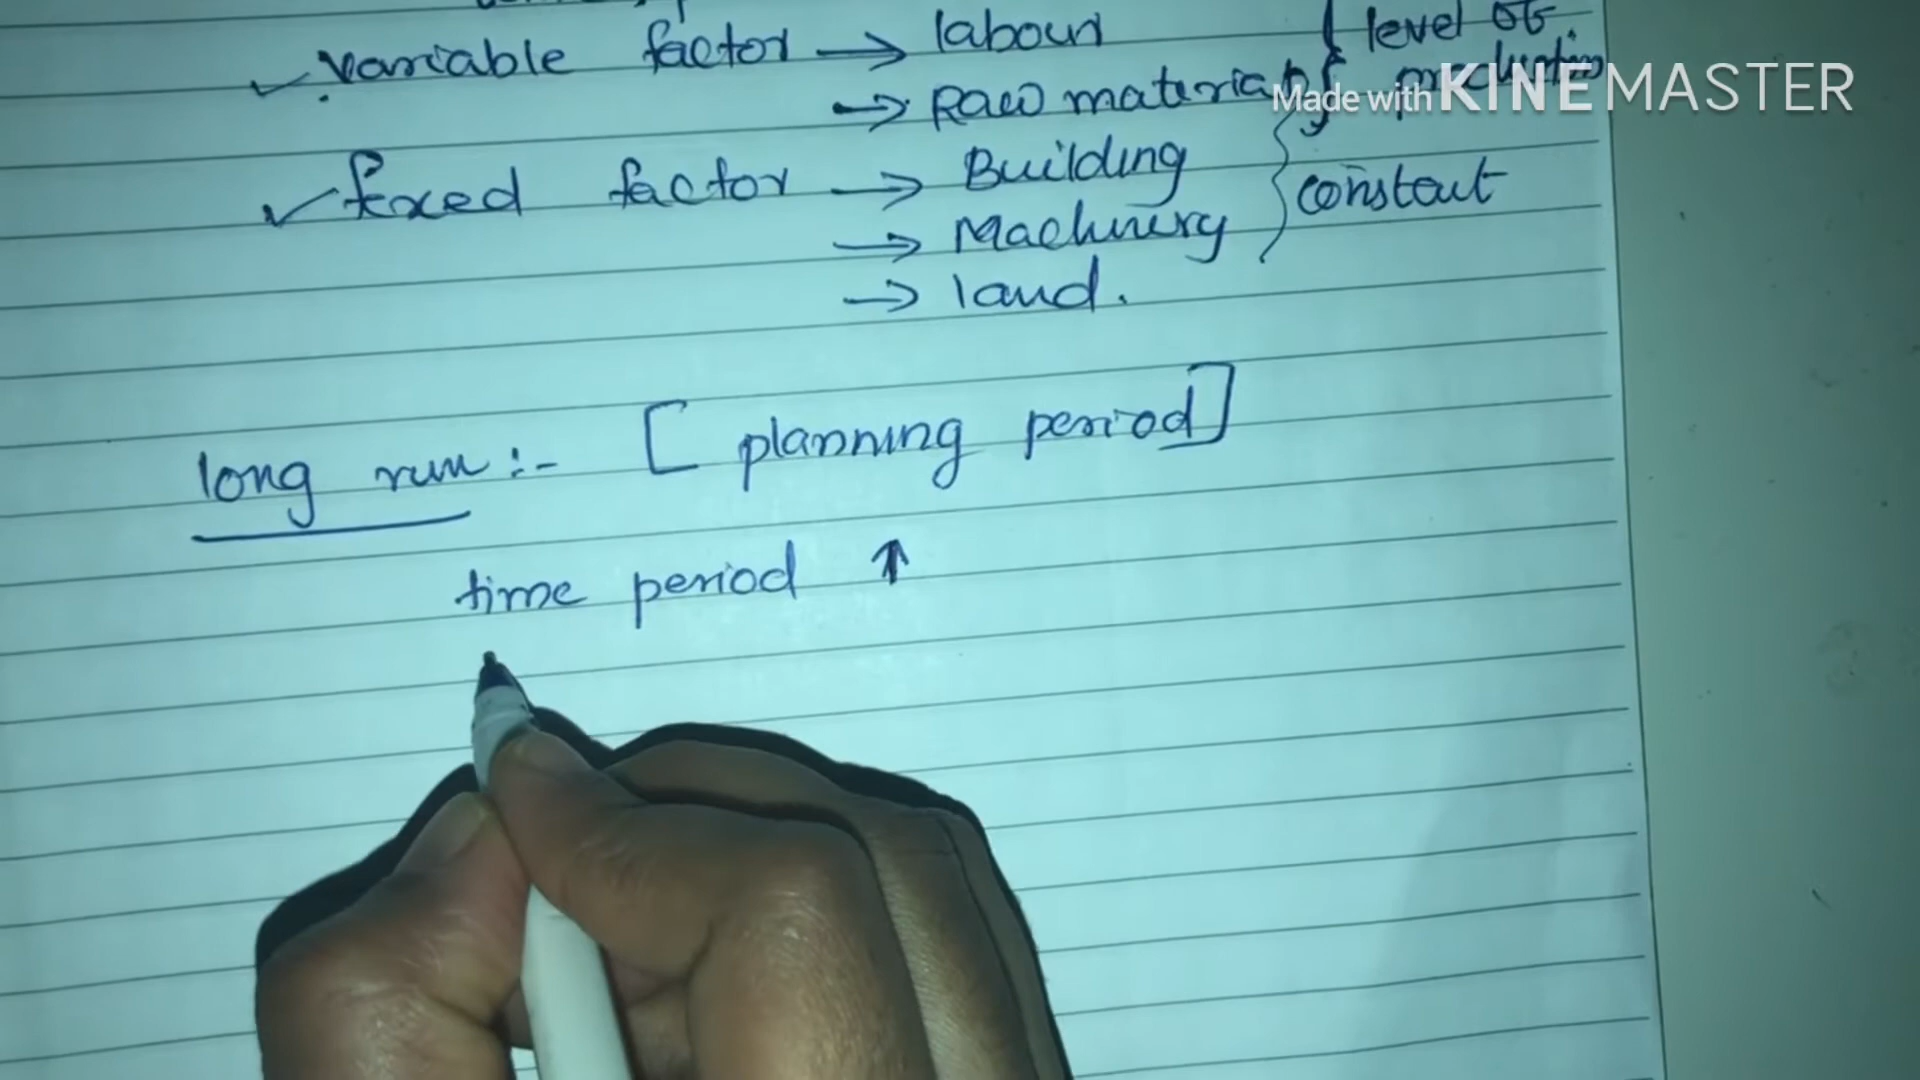 variable factor → labour } level of
→ Raw material production
Made with KINEMASTER
✓ fixed factor → Building } constant
→ Machinery
→ land.
long run :- [ planning period ]
time period ↑